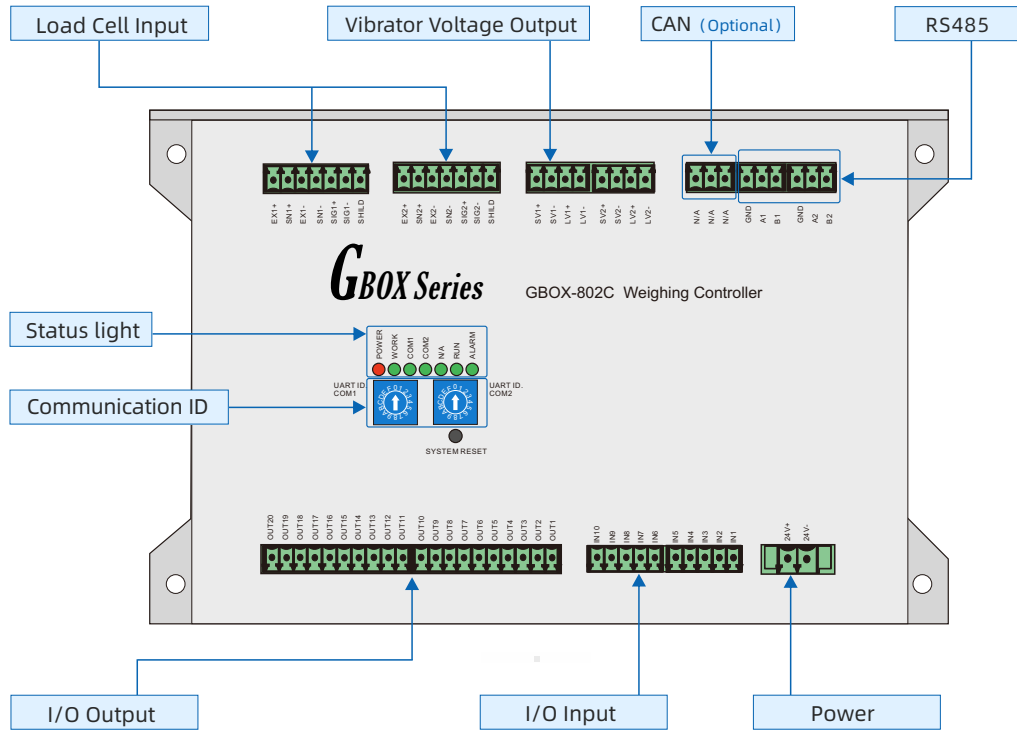 Load Cell Input
Vibrator Voltage Output
CAN (Optional)
RS485
EX1+
SN1+
EX1-
SN1-
SIG1+
SIG1-
SHILD
EX2+
SN2+
EX2-
SN2-
SIG2+
SIG2-
SHILD
SV1+
SV1-
LV1+
LV1-
SV2+
SV2-
LV2+
LV2-
N/A
N/A
N/A
GND
A1
B1
GND
A2
B2
GBOX Series
GBOX-802C Weighing Controller
Status light
POWER
WORK
COM1
COM2
N/A
RUN
ALARM
Communication ID
UART ID
COM1
0123456789ABCDEF
0123456789ABCDEF
UART ID.
COM2
SYSTEM RESET
OUT20
OUT19
OUT18
OUT17
OUT16
OUT15
OUT14
OUT13
OUT12
OUT11
OUT10
OUT9
OUT8
OUT7
OUT6
OUT5
OUT4
OUT3
OUT2
OUT1
IN10
IN9
IN8
IN7
IN6
IN5
IN4
IN3
IN2
IN1
24V+
24V-
I/O Output
I/O Input
Power